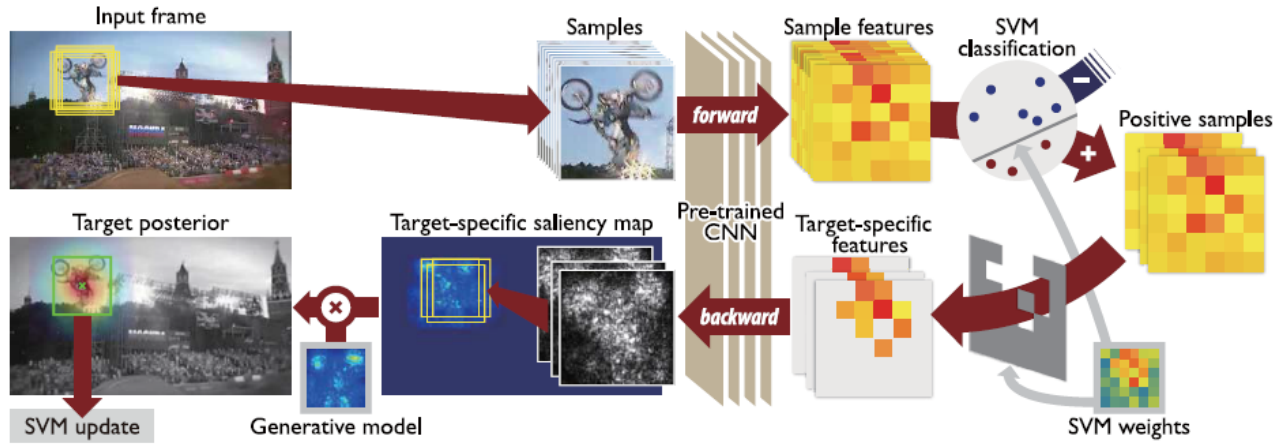 Input frame
Samples
Sample features
SVM
classification
forward
−
+
Positive samples
Target posterior
Target-specific saliency map
Pre-trained
CNN
Target-specific
features
×
backward
×
SVM update
Generative model
SVM weights
МОСКВА